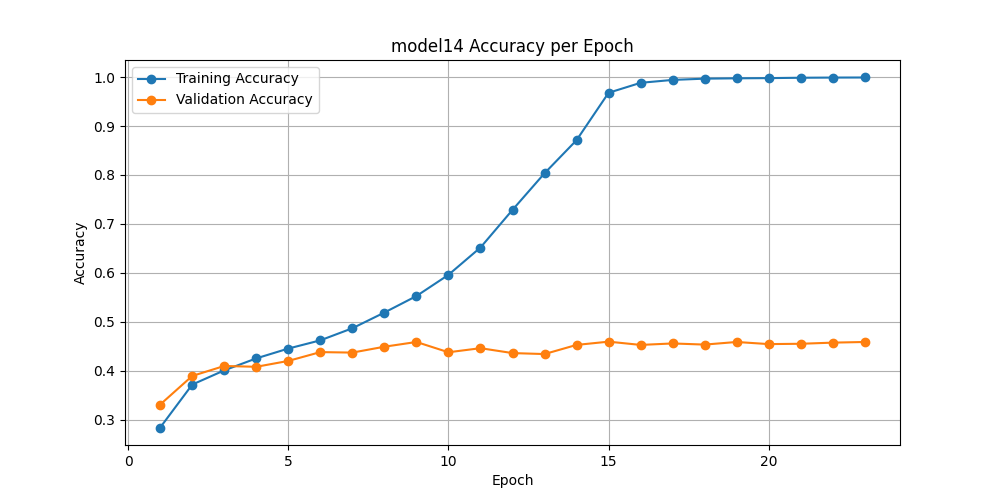 model14 Accuracy per Epoch
Training Accuracy
Validation Accuracy
1.0
0.9
0.8
0.7
0.6
0.5
0.4
0.3
Accuracy
0 5 10 15 20
Epoch